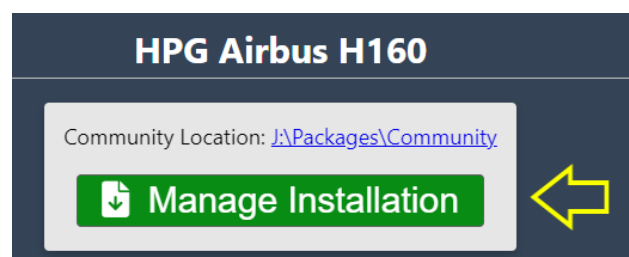 HPG Airbus H160
Community Location: J:\Packages\Community
Manage Installation